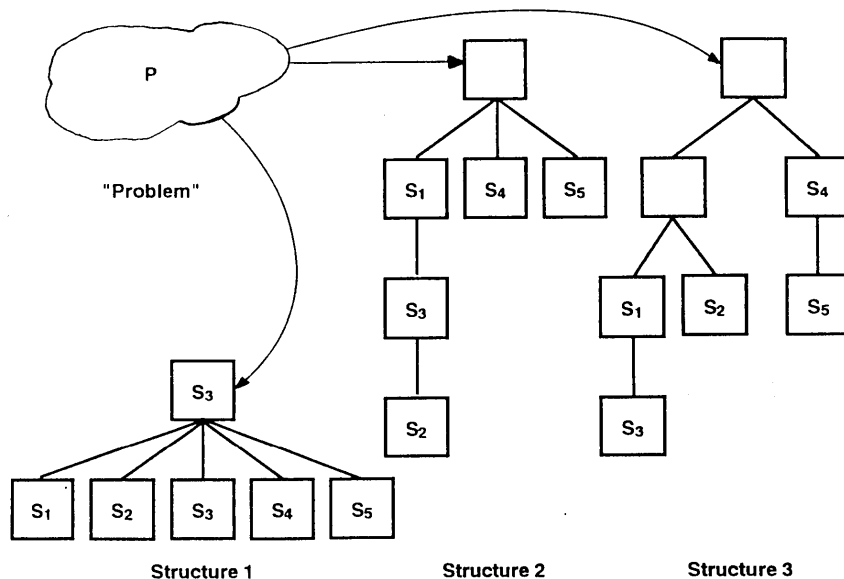 P
"Problem"
S1 S4 S5 S4
S3 S1 S2 S5
S3
S2 S3
S1 S2 S3 S4 S5
Structure 1 Structure 2 Structure 3